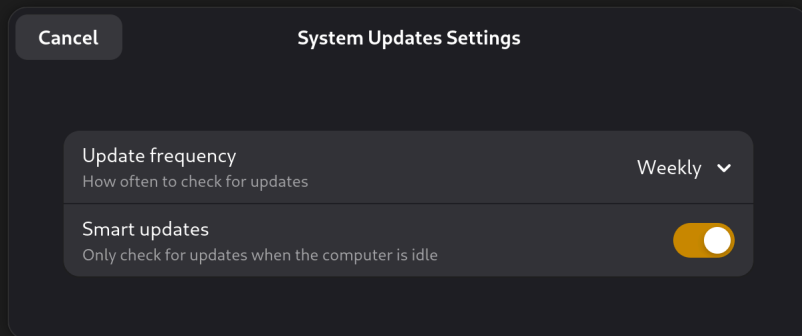 Cancel
System Updates Settings
Update frequency
How often to check for updates
Weekly
Smart updates
Only check for updates when the computer is idle